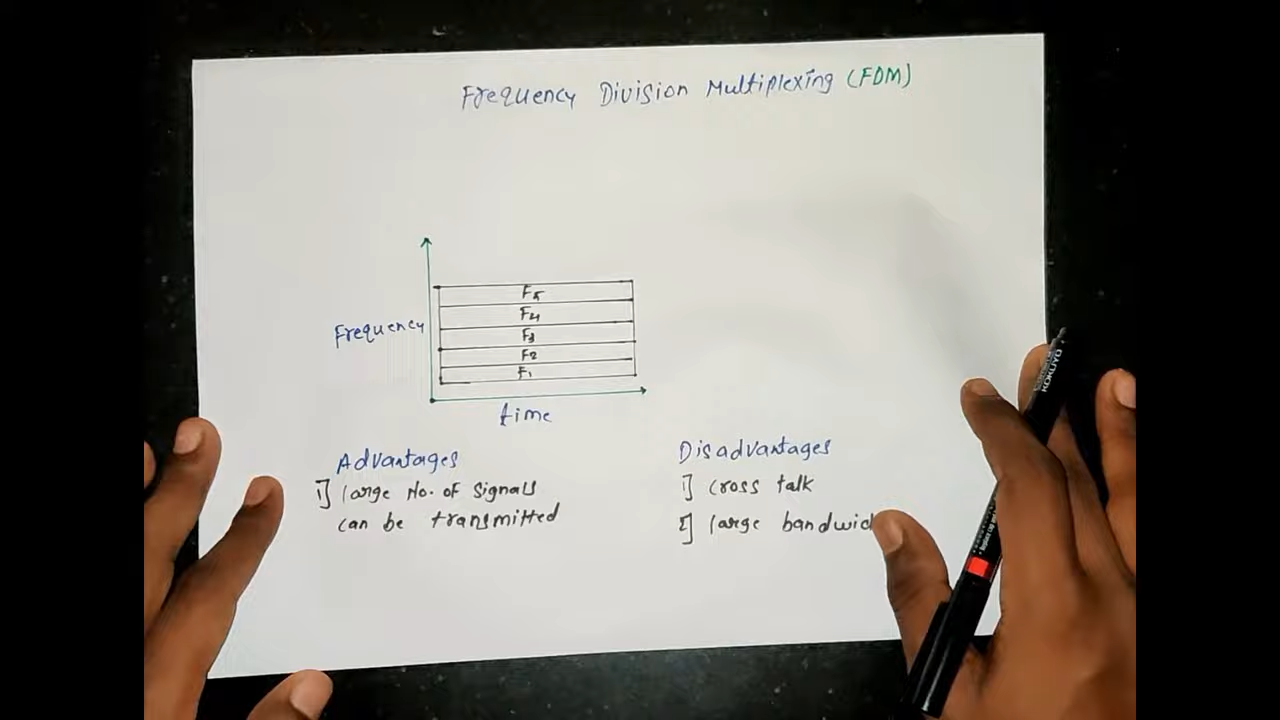 Frequency Division Multiplexing (FDM)
F5
F4
F3
F2
F1
Frequency
time
Advantages
1] large No. of signals
can be transmitted
Disadvantages
1] cross talk
2] large
KOKUYO